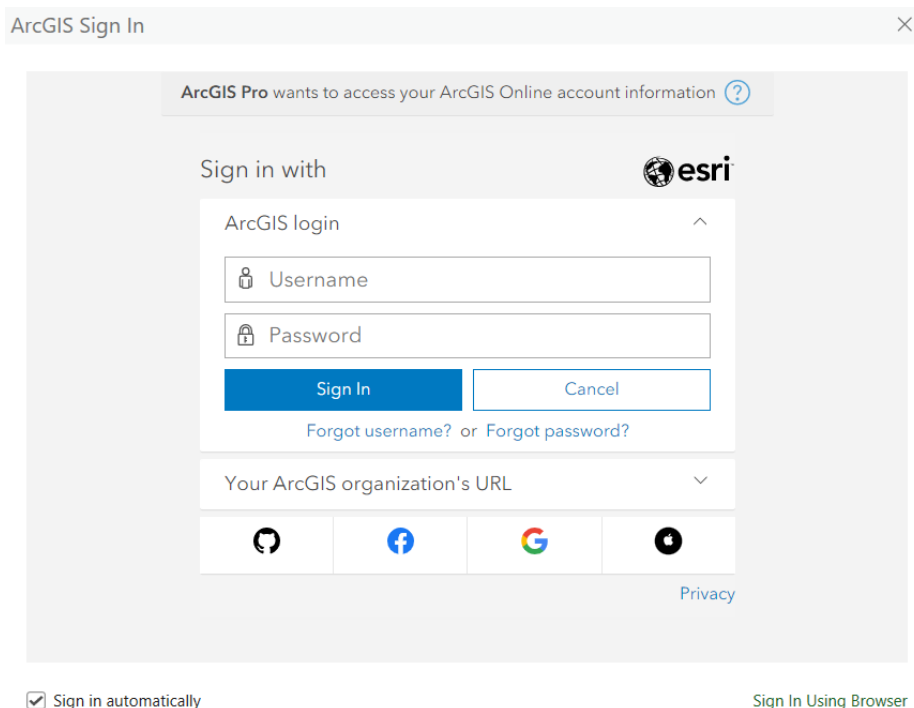 ArcGIS Sign In
ArcGIS Pro wants to access your ArcGIS Online account information ?
Sign in with
esri
ArcGIS login
Username
Password
Sign In
Cancel
Forgot username? or Forgot password?
Your ArcGIS organization's URL
Privacy
Sign in automatically
Sign In Using Browser